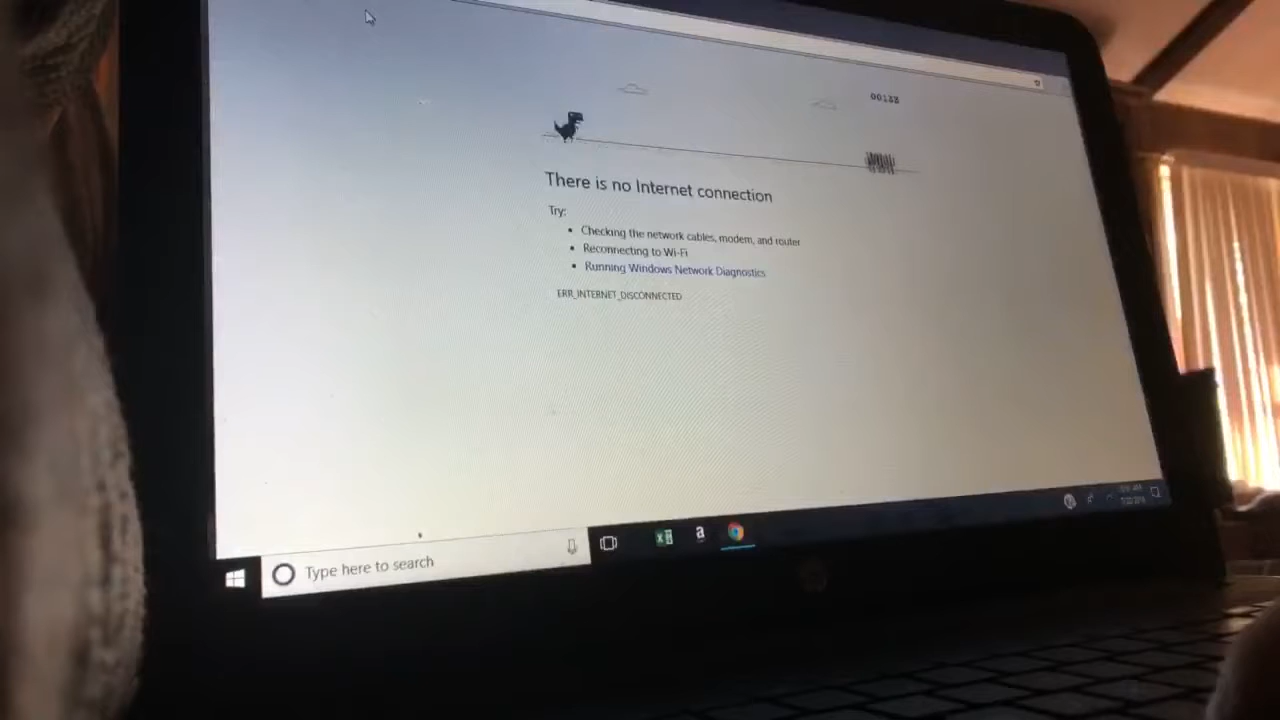 There is no Internet connection
Try:
Checking the network cables, modem, and router
Reconnecting to Wi-Fi
Running Windows Network Diagnostics
ERR_INTERNET_DISCONNECTED
Type here to search
a